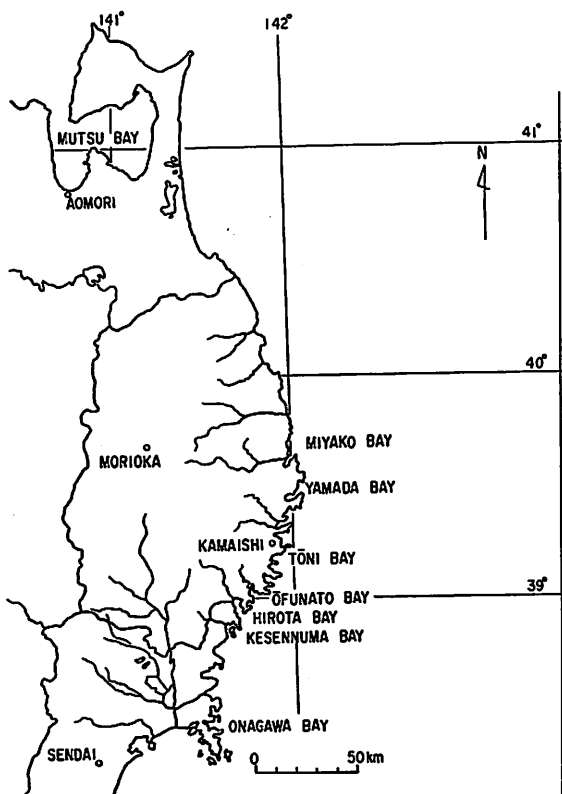 141°
142°
MUTSU BAY
41°
N
AOMORI
40°
MIYAKO BAY
MORIOKA
YAMADA BAY
KAMAISHI
TŌNI BAY
39°
ŌFUNATO BAY
HIROTA BAY
KESENNUMA BAY
ONAGAWA BAY
SENDAI
0 50km